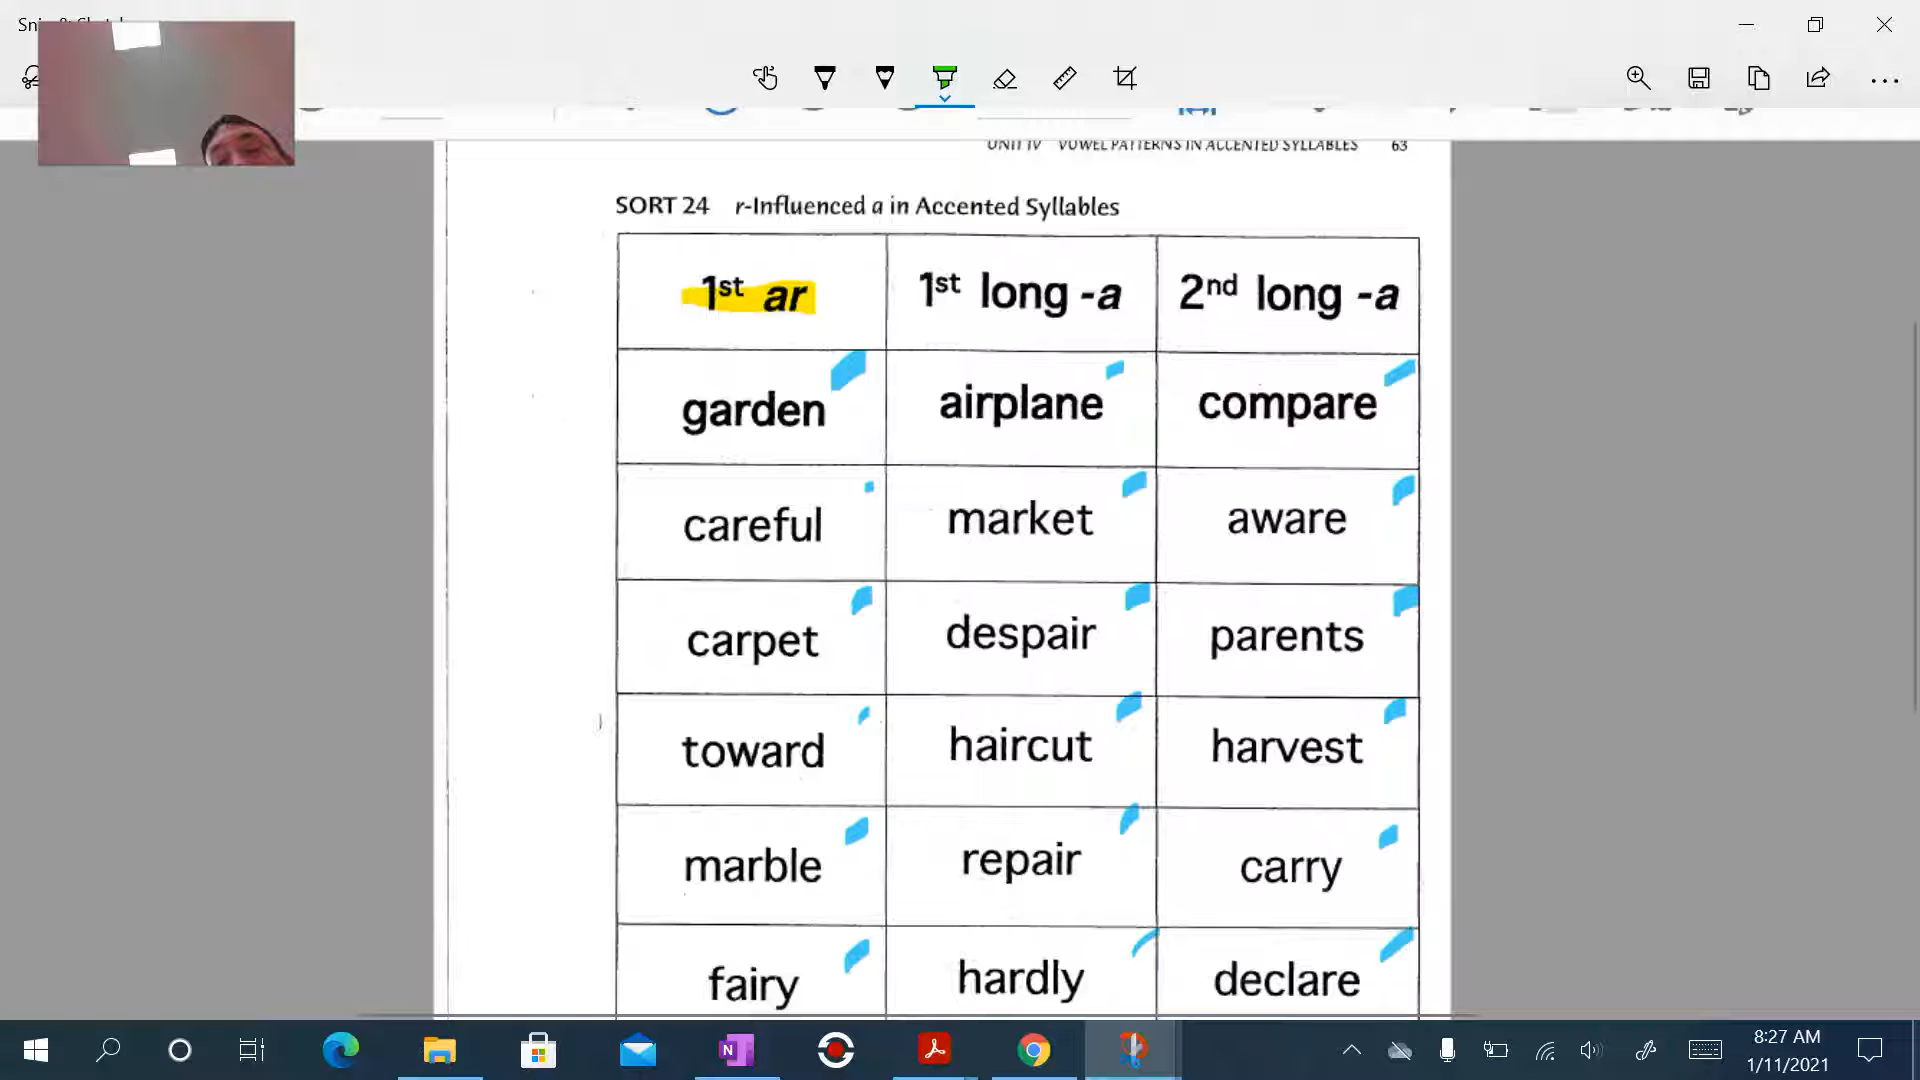 UNIT IV VOWEL PATTERNS IN ACCENTED SYLLABLES 63
SORT 24 r-Influenced a in Accented Syllables
1st ar 1st long -a 2nd long -a
garden airplane compare
careful market aware
carpet despair parents
toward haircut harvest
marble repair carry
fairy hardly declare
8:27 AM
1/11/2021